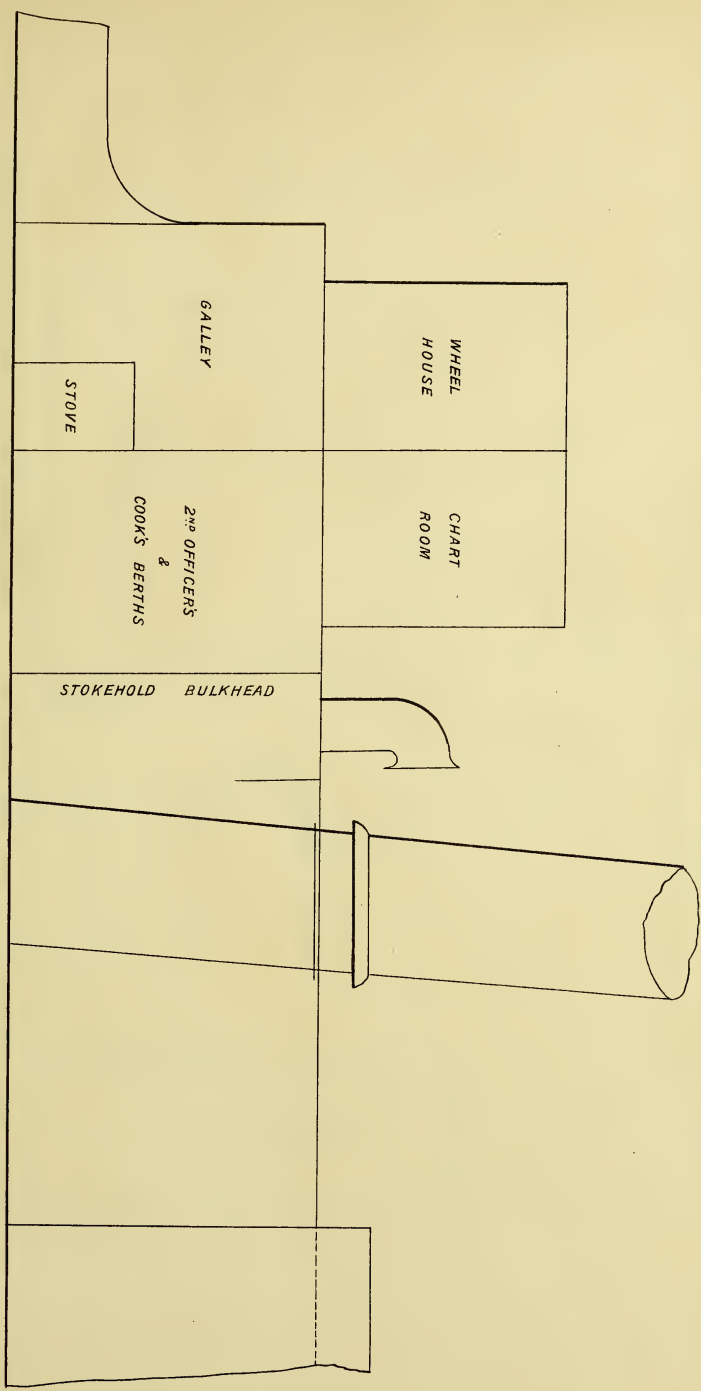 WHEEL
HOUSE
CHART
ROOM
GALLEY
STOVE
2ND OFFICER'S
&
COOK'S BERTHS
STOKEHOLD BULKHEAD